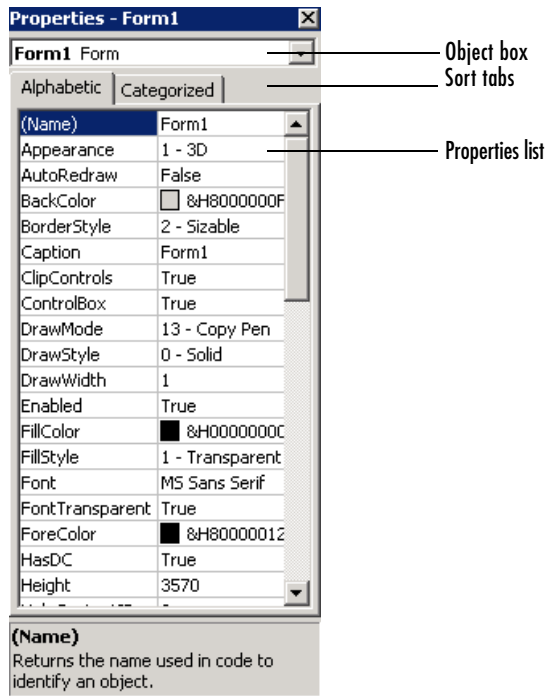 Properties - Form1
Form1 Form
Object box
Alphabetic Categorized
Sort tabs
(Name) Form1
Appearance 1 - 3D
Properties list
AutoRedraw False
BackColor &H8000000F
BorderStyle 2 - Sizable
Caption Form1
ClipControls True
ControlBox True
DrawMode 13 - Copy Pen
DrawStyle 0 - Solid
DrawWidth 1
Enabled True
FillColor &H0000000
FillStyle 1 - Transparent
Font MS Sans Serif
FontTransparent True
ForeColor &H80000012
HasDC True
Height 3570
(Name)
Returns the name used in code to
identify an object.